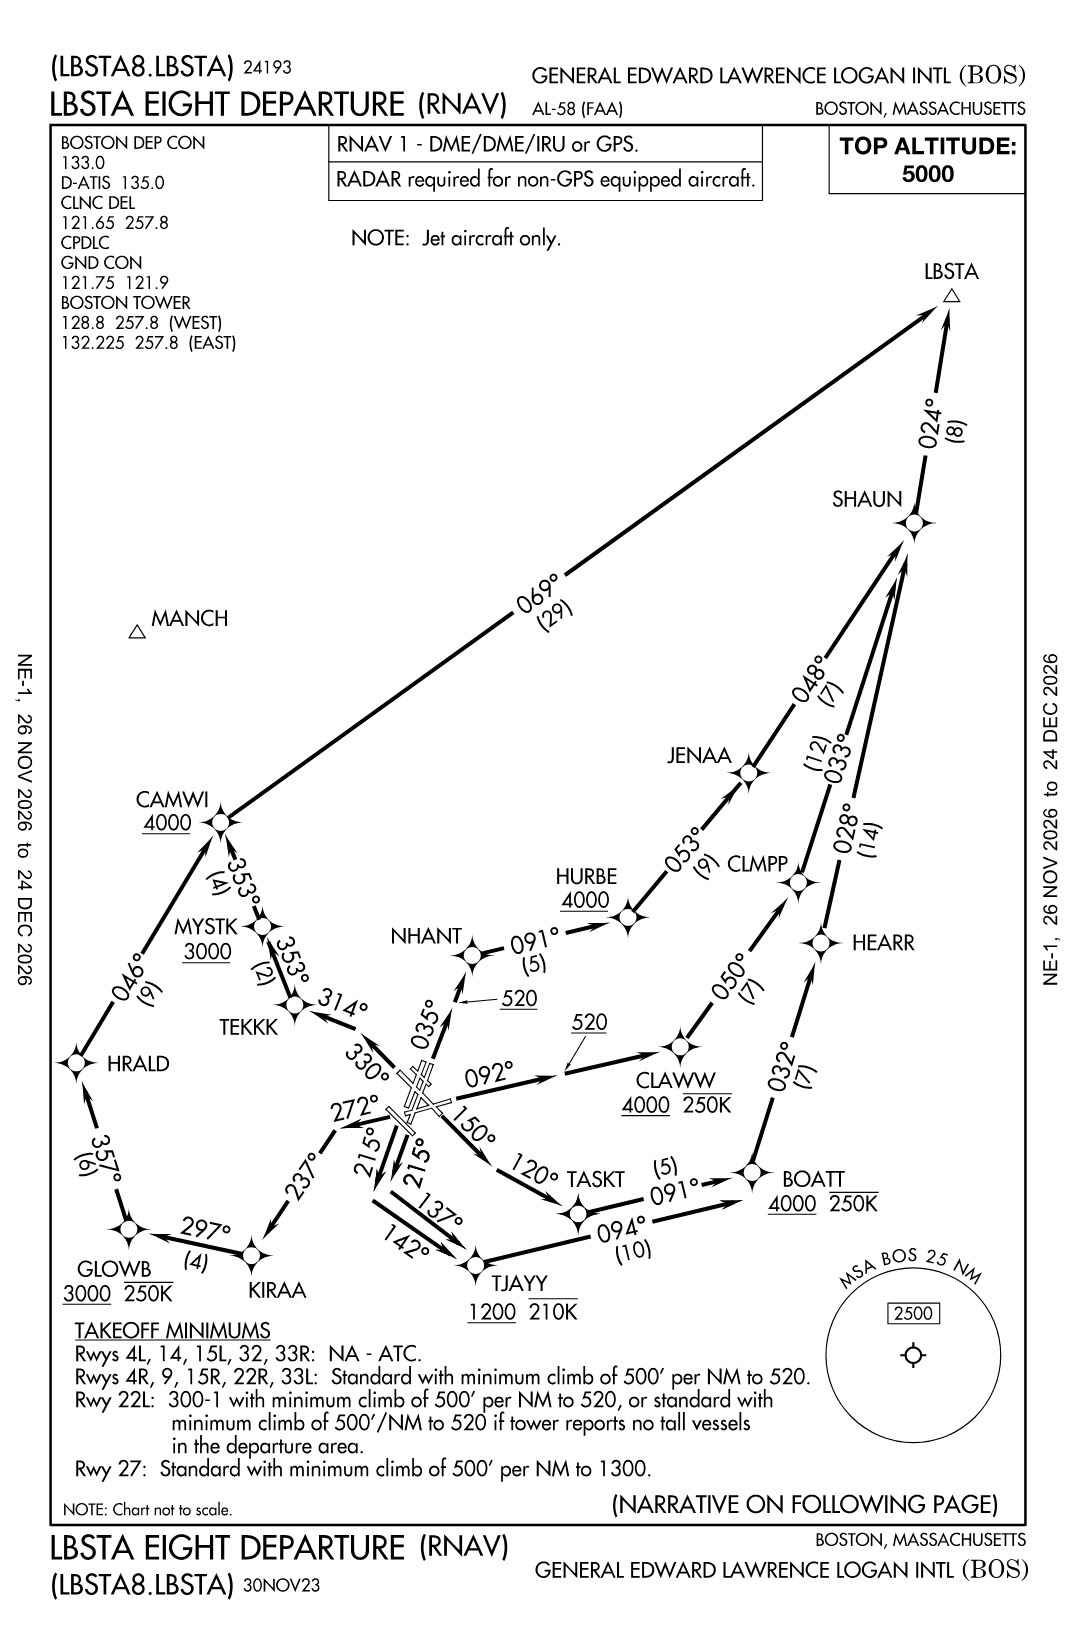 (LBSTA8.LBSTA) 24193
GENERAL EDWARD LAWRENCE LOGAN INTL (BOS)
LBSTA EIGHT DEPARTURE (RNAV)
AL-58 (FAA)
BOSTON, MASSACHUSETTS
BOSTON DEP CON
133.0
D-ATIS 135.0
CLNC DEL
121.65 257.8
CPDLC
GND CON
121.75 121.9
BOSTON TOWER
128.8 257.8 (WEST)
132.225 257.8 (EAST)
RNAV 1 - DME/DME/IRU or GPS.
RADAR required for non-GPS equipped aircraft.
TOP ALTITUDE:
5000
NOTE: Jet aircraft only.
LBSTA
024°
(8)
SHAUN
069°
(29)
MANCH
048°
(7)
(12)
033°
028°
(14)
JENAA
CAMWI
4000
353°
(4)
053°
(9)
CLMPP
HURBE
4000
MYSTK
3000
353°
(2)
NHANT
091°
(5)
HEARR
046°
(9)
050°
(7)
TEKKK
314°
520
035°
520
330°
HRALD
092°
CLAWW
4000 250K
032°
(7)
272°
150°
215°
215°
357°
(6)
237°
120°
TASKT
(5)
091°
BOATT
4000 250K
137°
142°
094°
(10)
297°
(4)
GLOWB
3000 250K
KIRAA
TJAYY
1200 210K
MSA BOS 25 NM
2500
TAKEOFF MINIMUMS
Rwys 4L, 14, 15L, 32, 33R: NA - ATC.
Rwys 4R, 9, 15R, 22R, 33L: Standard with minimum climb of 500' per NM to 520.
Rwy 22L: 300-1 with minimum climb of 500' per NM to 520, or standard with
minimum climb of 500'/NM to 520 if tower reports no tall vessels
in the departure area.
Rwy 27: Standard with minimum climb of 500' per NM to 1300.
NOTE: Chart not to scale.
(NARRATIVE ON FOLLOWING PAGE)
NE-1, 26 NOV 2026 to 24 DEC 2026
NE-1, 26 NOV 2026 to 24 DEC 2026
LBSTA EIGHT DEPARTURE (RNAV)
BOSTON, MASSACHUSETTS
(LBSTA8.LBSTA) 30NOV23
GENERAL EDWARD LAWRENCE LOGAN INTL (BOS)